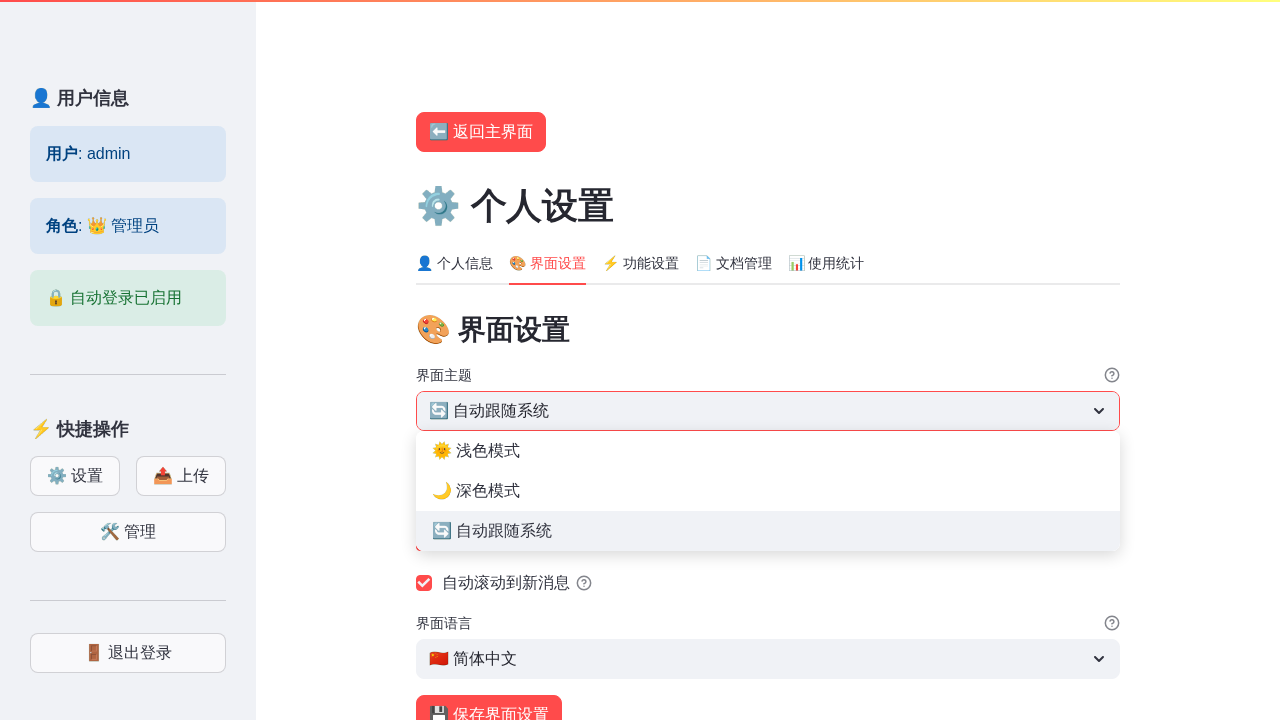 👤 用户信息
用户: admin
角色: 👑 管理员
🔒 自动登录已启用
⚡ 快捷操作
⚙️ 设置
📤 上传
🛠️ 管理
🚪 退出登录
⬅️ 返回主界面
⚙️ 个人设置
👤 个人信息 🎨 界面设置 ⚡ 功能设置 📄 文档管理 📊 使用统计
🎨 界面设置
界面主题
🔄 自动跟随系统
🌞 浅色模式
🌙 深色模式
🔄 自动跟随系统
自动滚动到新消息
界面语言
🇨🇳 简体中文
💾 保存界面设置